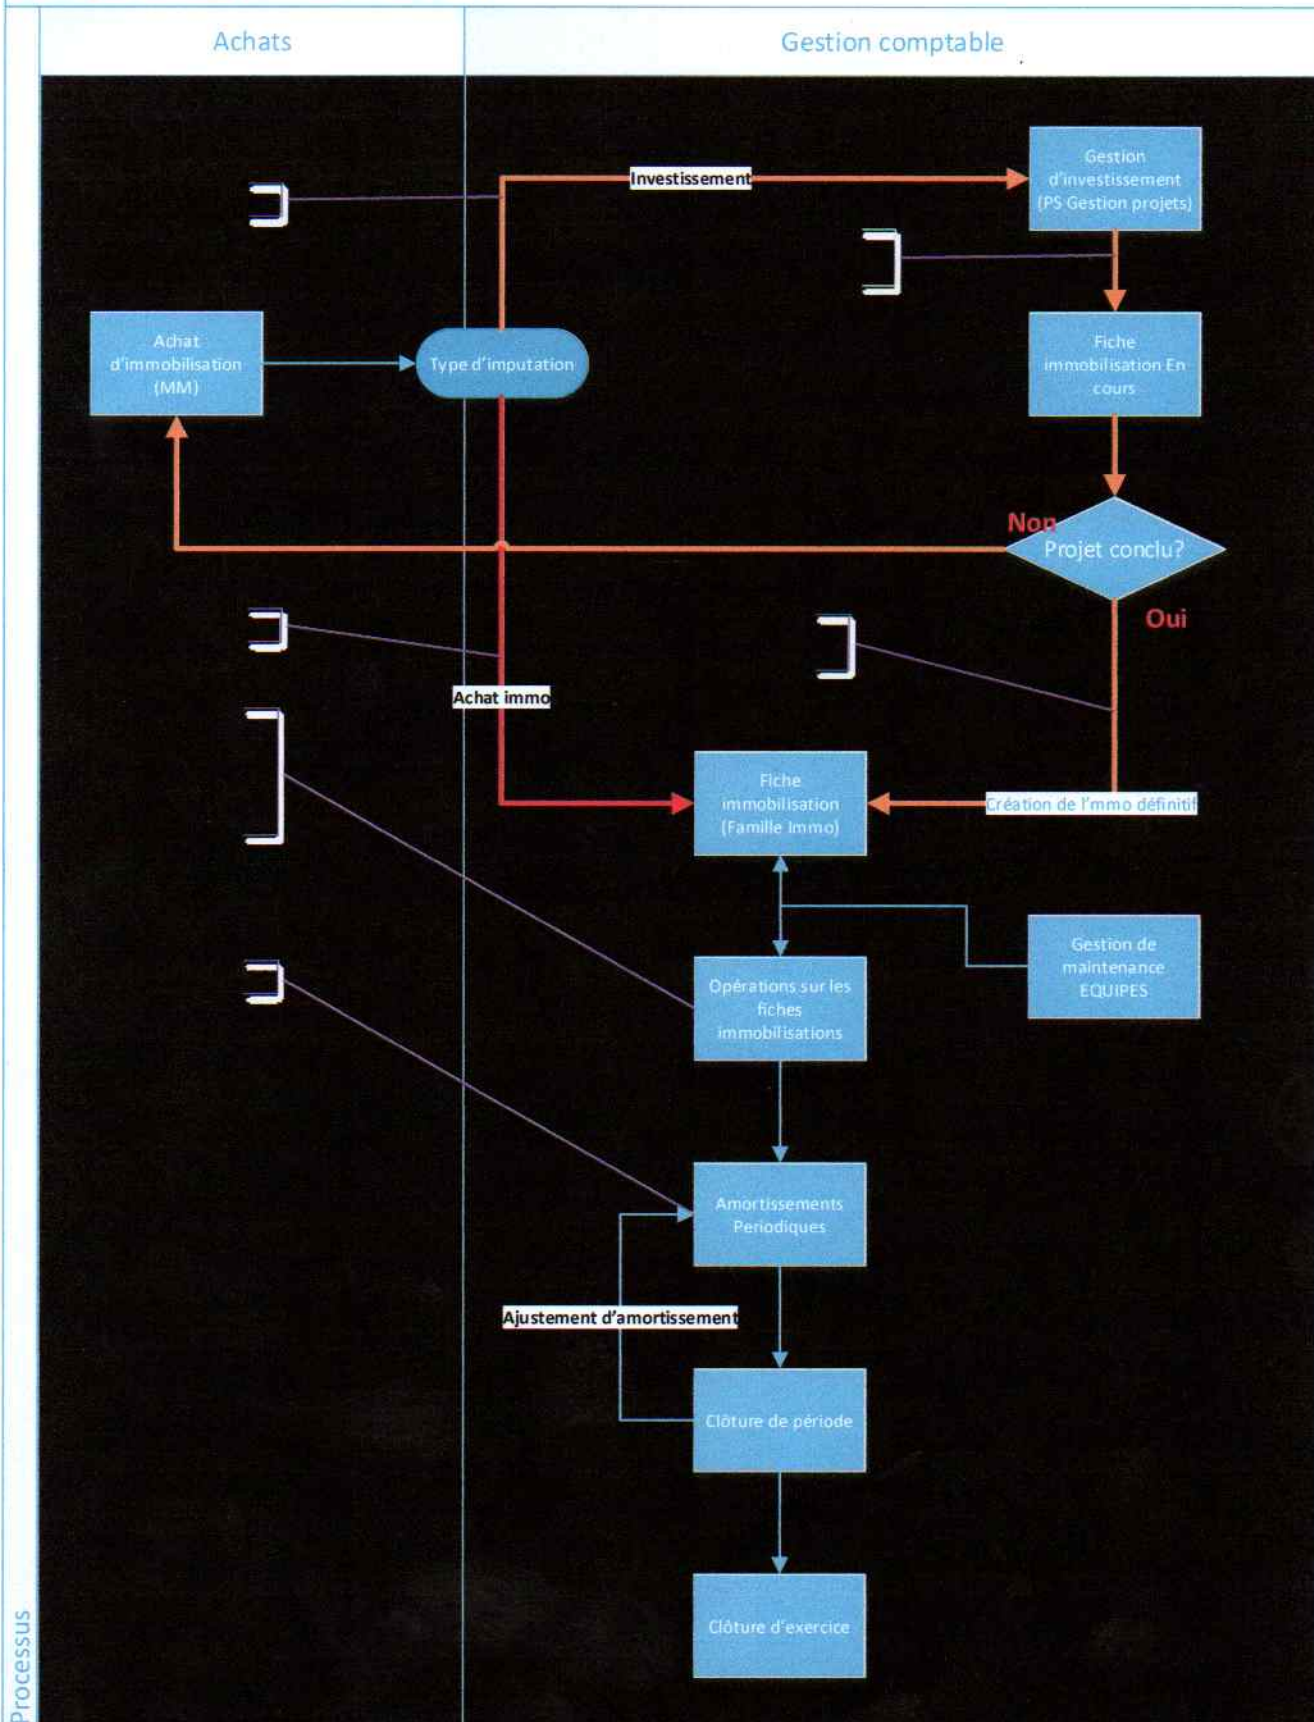 Achats
Gestion comptable
Gestion
d'investissement
(PS Gestion projets)
Investissement
Achat
d'immobilisation
(MM)
Type d'imputation
Fiche
immobilisation En
cours
Non
Projet conclu?
Oui
Achat immo
Fiche
immobilisation
(Famille Immo)
Création de l'mmo définitif
Gestion de
maintenance
EQUIPES
Opérations sur les
fiches
immobilisations
Amortissements
Periodiques
Ajustement d'amortissement
Clôture de période
Clôture d'exercice
Processus